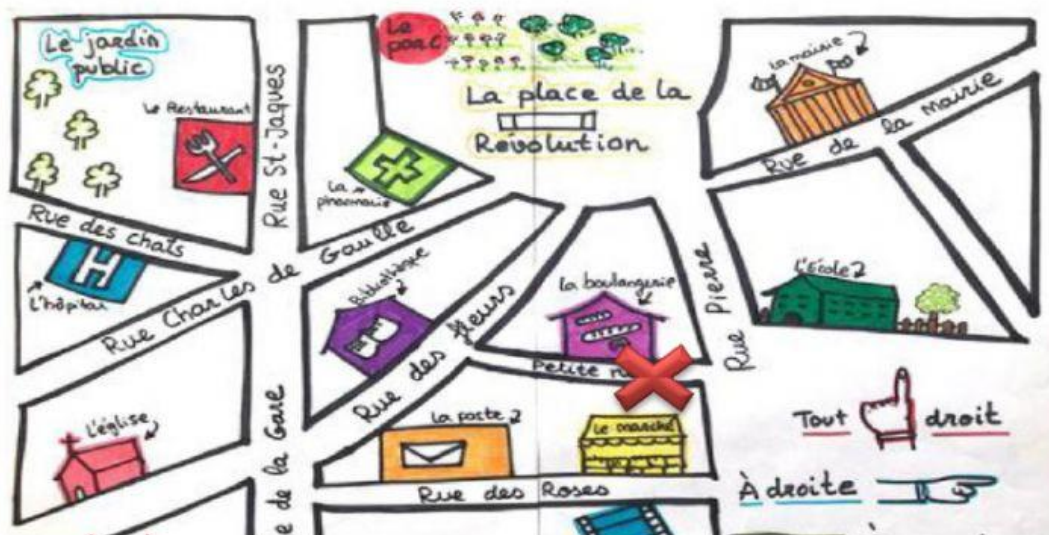 Le jardin
public
Le Restaurant
Rue St-Jaques
Le
parc
La place de la
Révolution
La mairie
Rue de la mairie
La
pharmacie
Rue des chats
H
L'hôpital
Rue Charles de Gaulle
Bibliothèque
Rue des fleurs
La boulangerie
Petite
Rue Pierre
L'école
L'église
de la Gare
La poste
Le marché
Rue des Roses
Tout droit
À droite